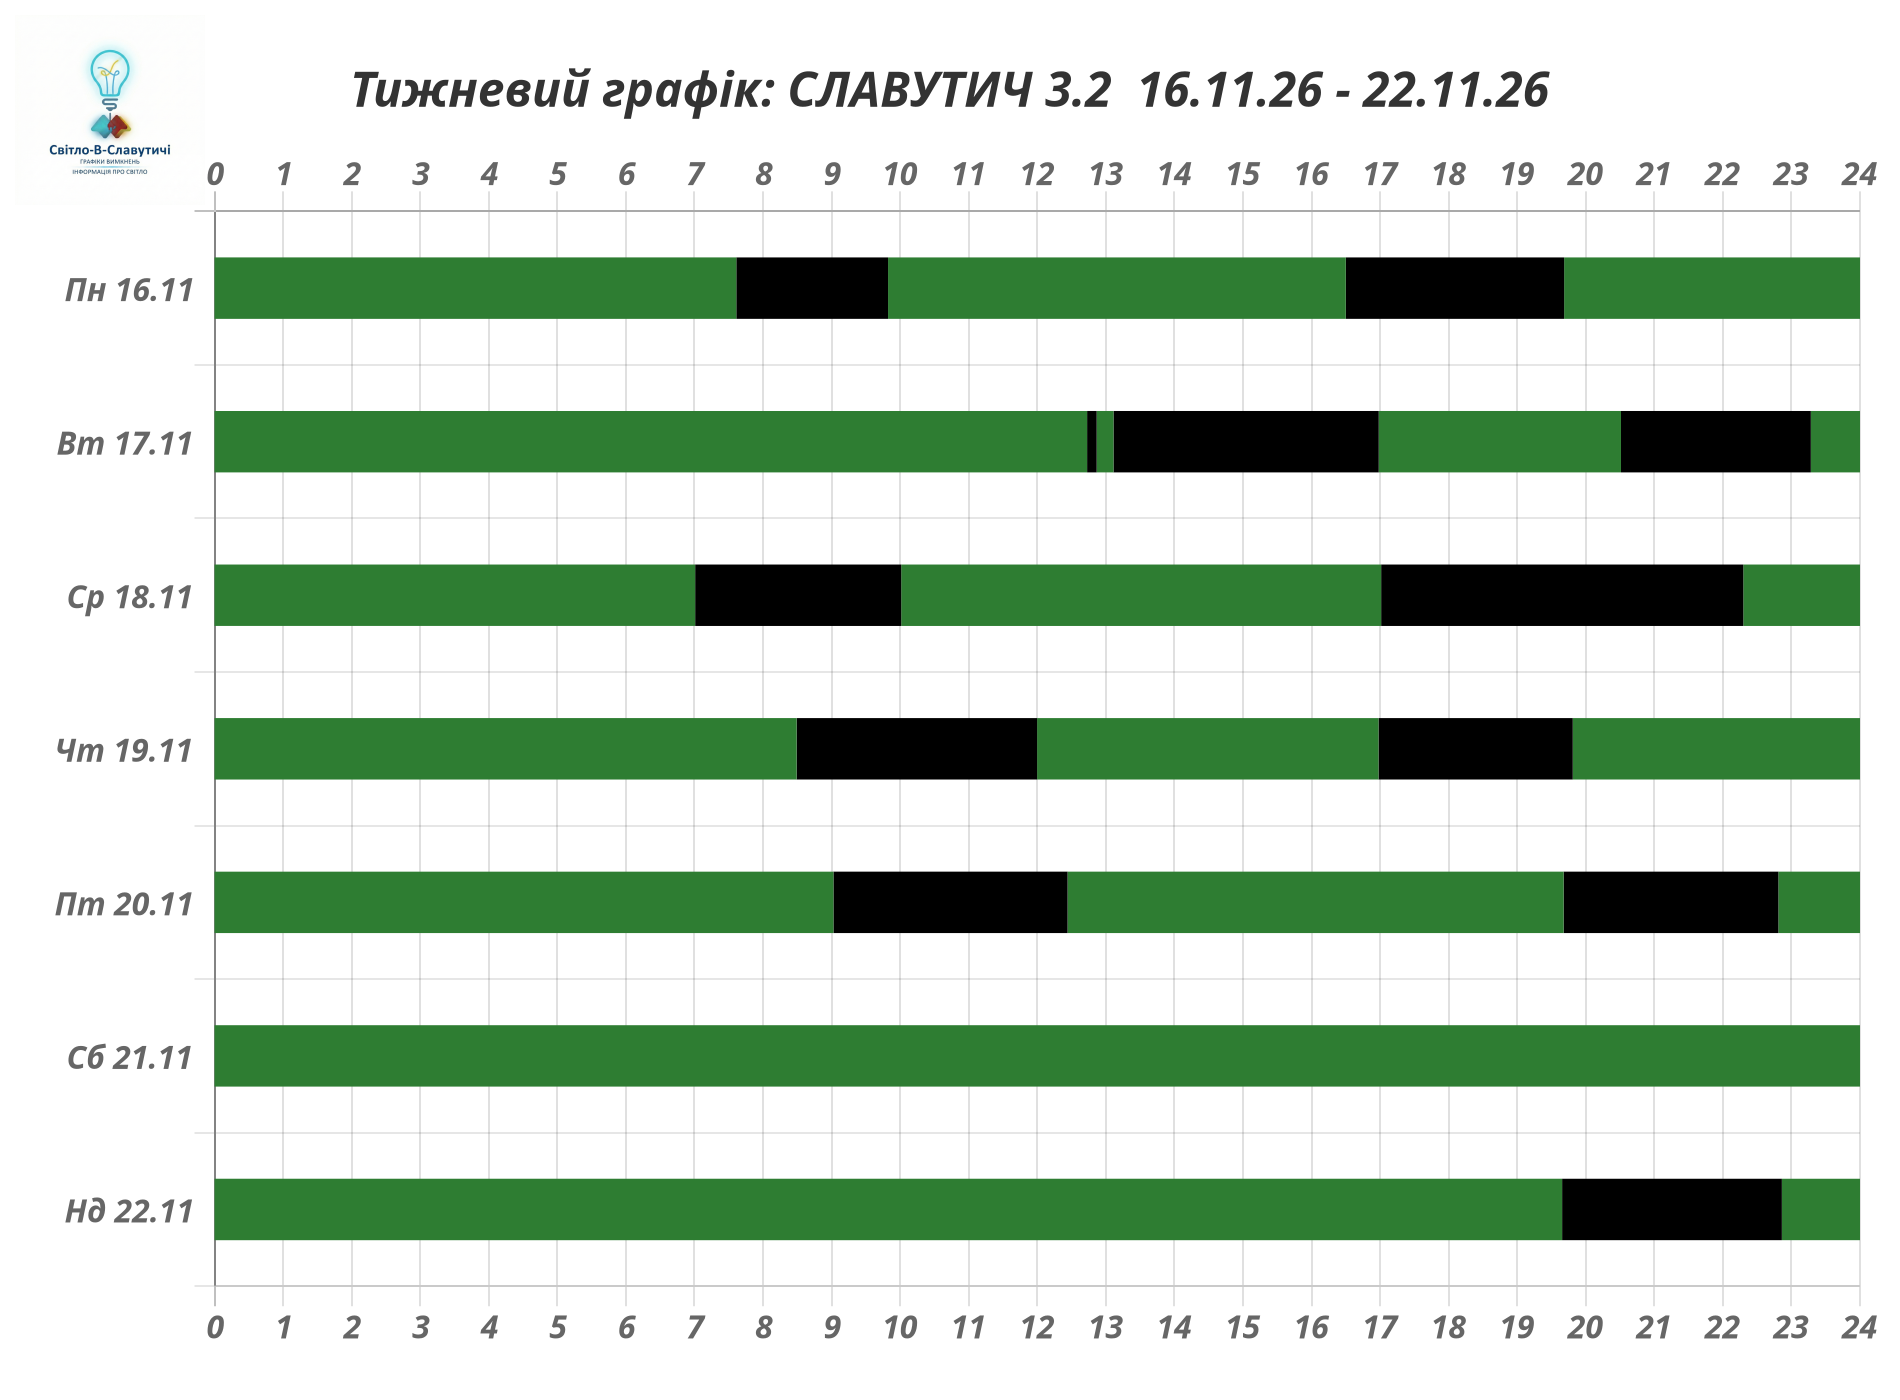 Тижневий графік: СЛАВУТИЧ 3.2 16.11.26 - 22.11.26
Світло-В-Славутичі
ГРАФІКИ ВИМКНЕНЬ
ІНФОРМАЦІЯ ПРО СВІТЛО
0 1 2 3 4 5 6 7 8 9 10 11 12 13 14 15 16 17 18 19 20 21 22 23 24
Пн 16.11
Вт 17.11
Ср 18.11
Чт 19.11
Пт 20.11
Сб 21.11
Нд 22.11
0 1 2 3 4 5 6 7 8 9 10 11 12 13 14 15 16 17 18 19 20 21 22 23 24